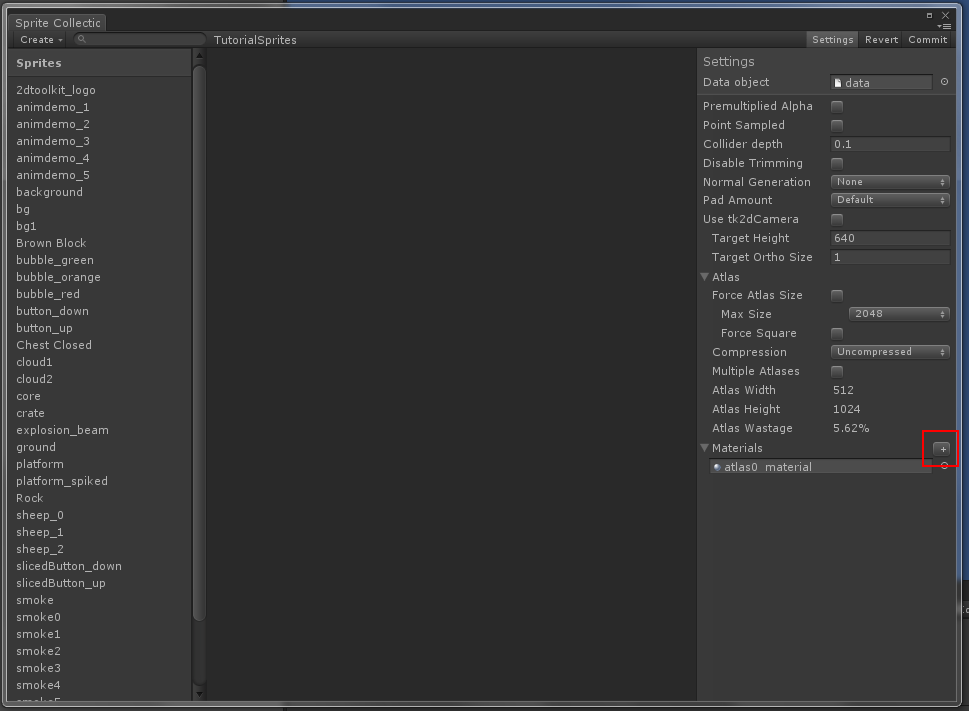 Sprite Collectic
Create
TutorialSprites
Settings Revert Commit
Sprites
2dtoolkit_logo
animdemo_1
animdemo_2
animdemo_3
animdemo_4
animdemo_5
background
bg
bg1
Brown Block
bubble_green
bubble_orange
bubble_red
button_down
button_up
Chest Closed
cloud1
cloud2
core
crate
explosion_beam
ground
platform
platform_spiked
Rock
sheep_0
sheep_1
sheep_2
slicedButton_down
slicedButton_up
smoke
smoke0
smoke1
smoke2
smoke3
smoke4
Settings
Data object data
Premultiplied Alpha
Point Sampled
Collider depth 0.1
Disable Trimming
Normal Generation None
Pad Amount Default
Use tk2dCamera
Target Height 640
Target Ortho Size 1
Atlas
Force Atlas Size
Max Size 2048
Force Square
Compression Uncompressed
Multiple Atlases
Atlas Width 512
Atlas Height 1024
Atlas Wastage 5.62%
Materials +
atlas0 material